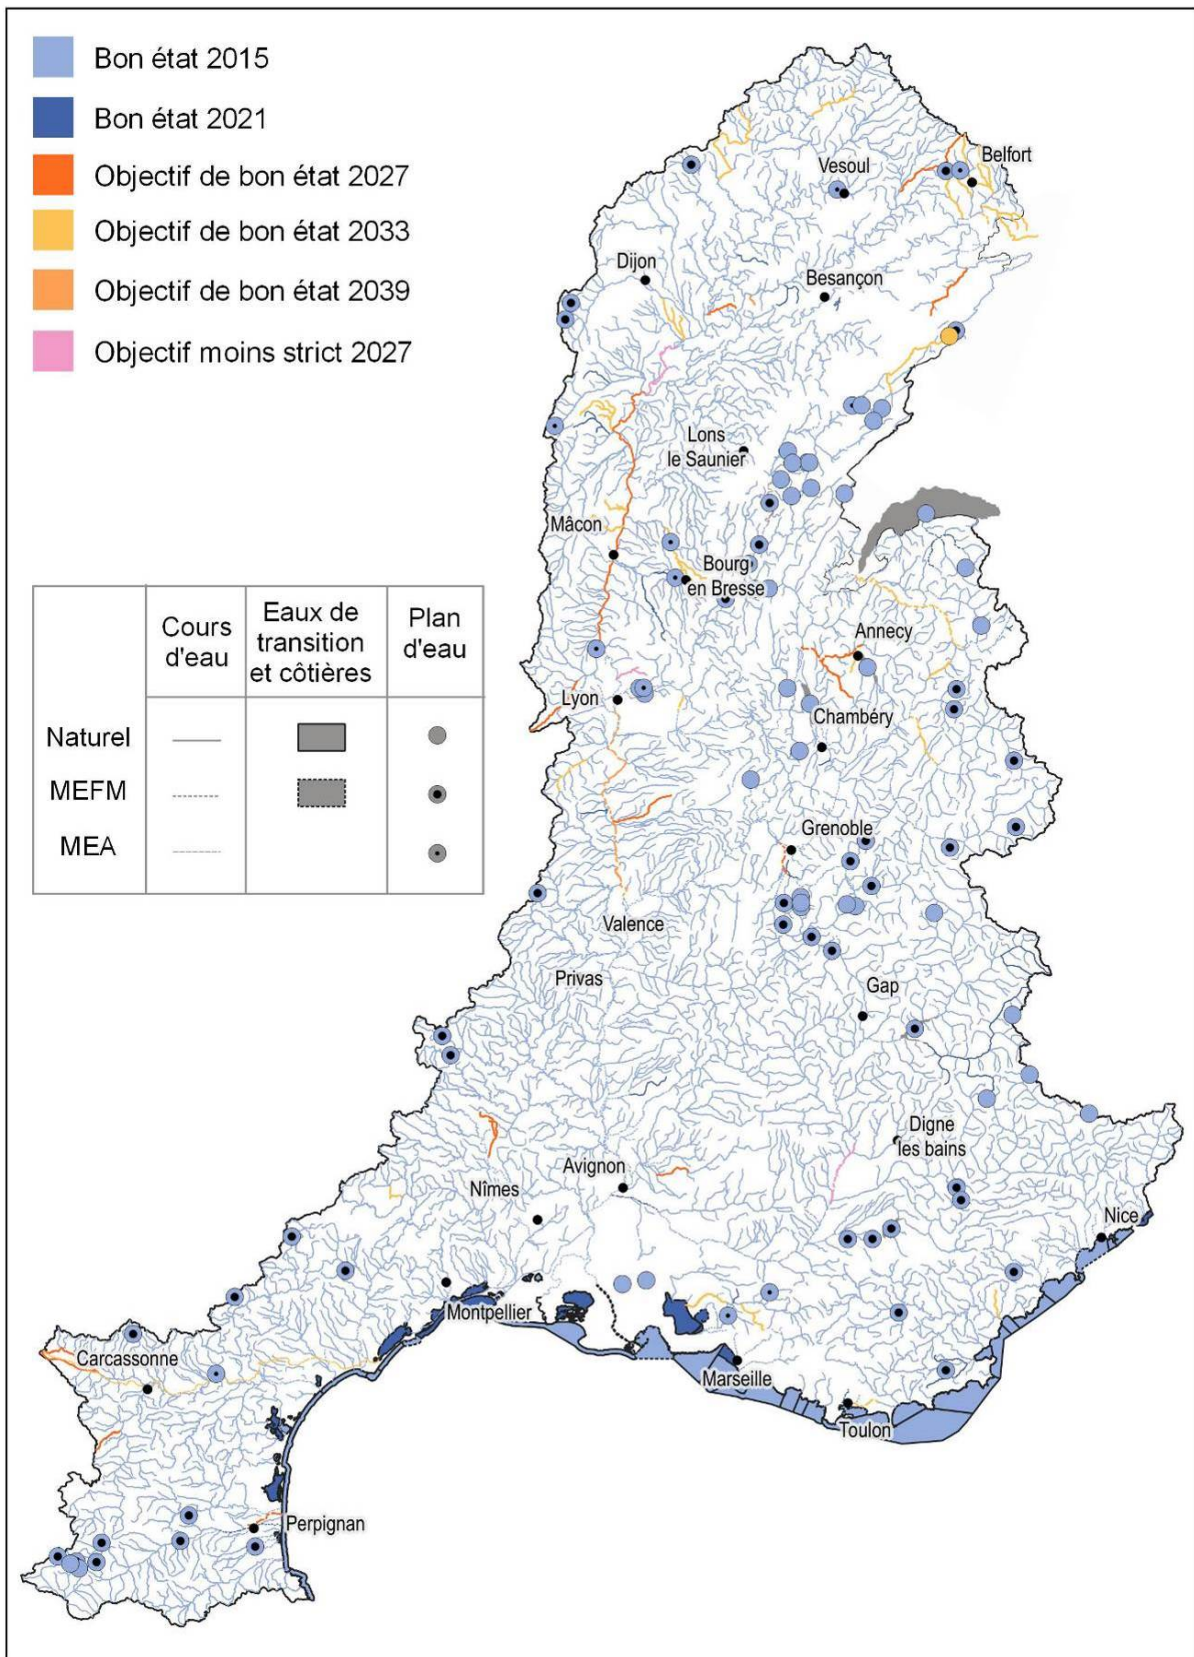 Bon état 2015
Bon état 2021
Objectif de bon état 2027
Objectif de bon état 2033
Objectif de bon état 2039
Objectif moins strict 2027
Vesoul
Belfort
Dijon
Besançon
Lons
le Saunier
Mâcon
Bourg
en Bresse
Annecy
Lyon
Chambéry
Grenoble
Valence
Privas
Gap
Digne
les bains
Avignon
Nîmes
Nice
Montpellier
Carcassonne
Marseille
Toulon
Perpignan
Cours
d'eau
Eaux de
transition
et côtières
Plan
d'eau
Naturel
MEFM
MEA